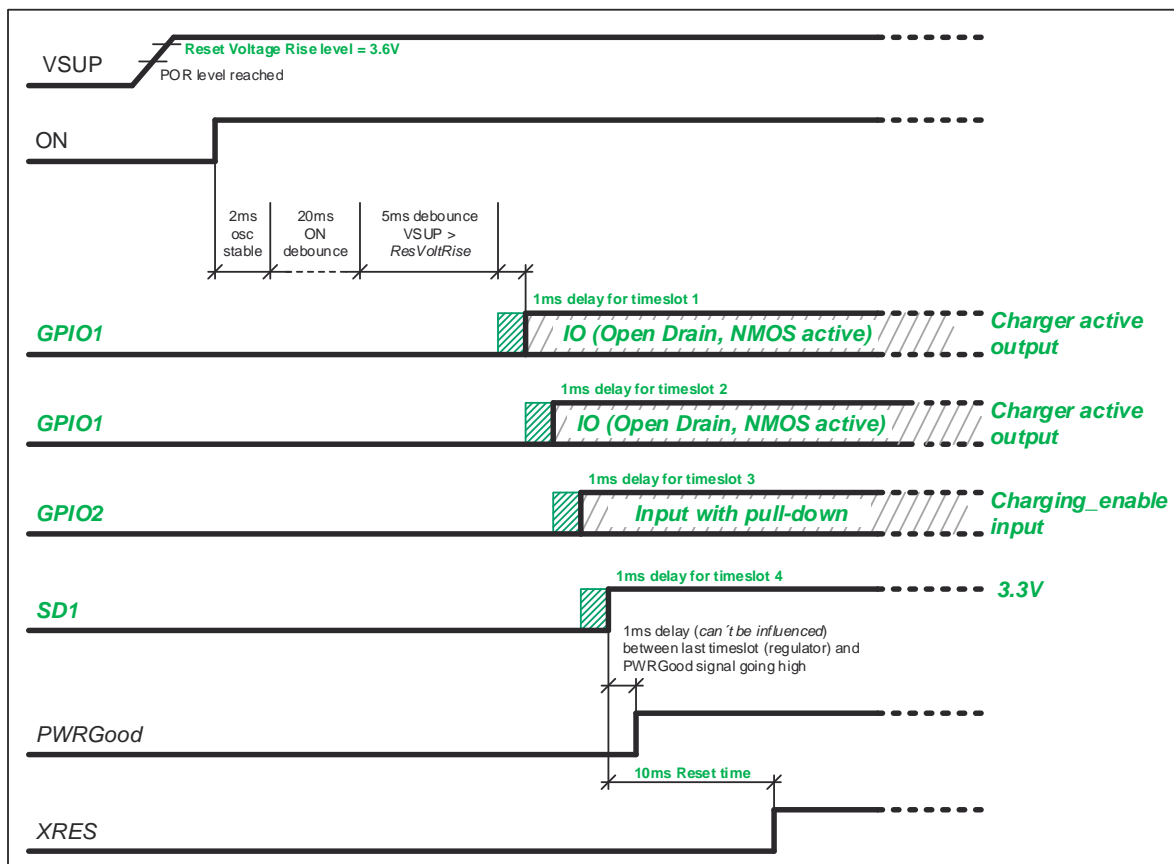 VSUP
Reset Voltage Rise level = 3.6V
POR level reached
ON
2ms
osc
stable
20ms
ON
debounce
5ms debounce
VSUP >
ResVoltRise
1ms delay for timeslot 1
GPIO1
IO (Open Drain, NMOS active)
Charger active
output
1ms delay for timeslot 2
GPIO1
IO (Open Drain, NMOS active)
Charger active
output
1ms delay for timeslot 3
GPIO2
Input with pull-down
Charging_enable
input
1ms delay for timeslot 4
SD1
3.3V
1ms delay (can´t be influenced)
between last timeslot (regulator) and
PWRGood signal going high
PWRGood
10ms Reset time
XRES